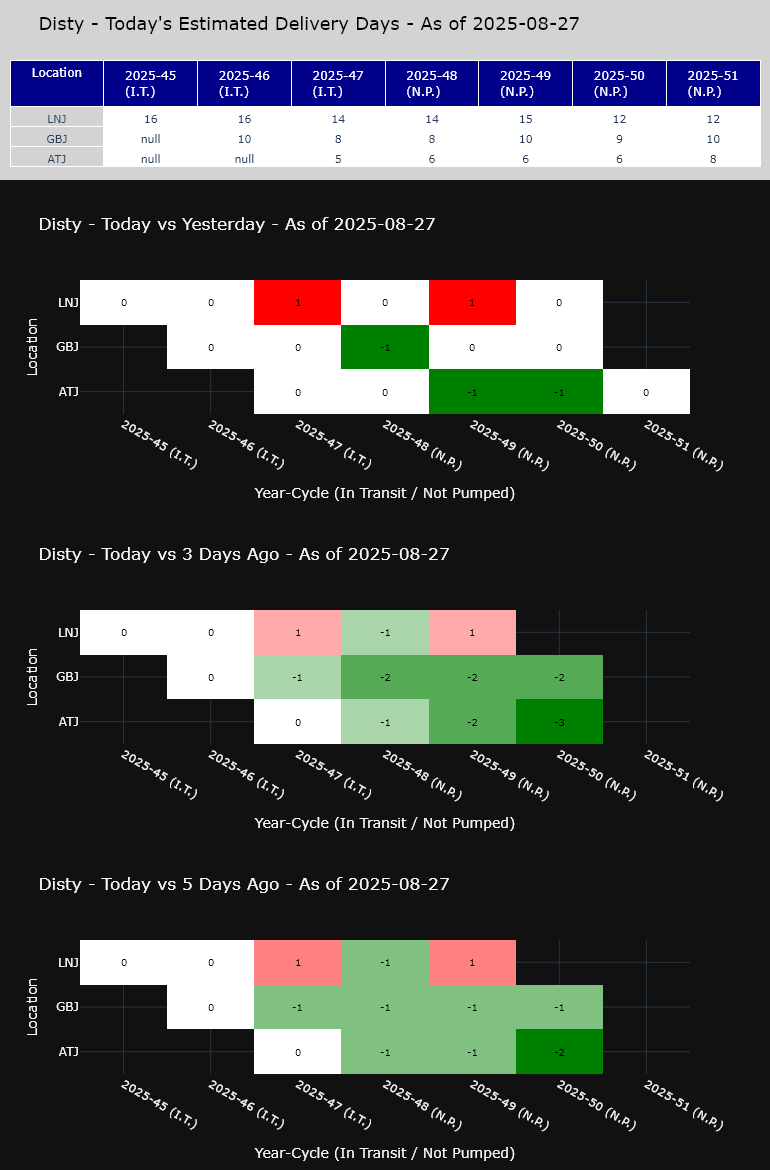 Disty - Today's Estimated Delivery Days - As of 2025-08-27
Location 2025-45 (I.T.) 2025-46 (I.T.) 2025-47 (I.T.) 2025-48 (N.P.) 2025-49 (N.P.) 2025-50 (N.P.) 2025-51 (N.P.)
LNJ 16 16 14 14 15 12 12
GBJ null 10 8 8 10 9 10
ATJ null null 5 6 6 6 8
Disty - Today vs Yesterday - As of 2025-08-27
Location
LNJ 0 0 1 0 1 0
GBJ 0 0 -1 0 0
ATJ 0 0 -1 -1 0
2025-45 (I.T.) 2025-46 (I.T.) 2025-47 (I.T.) 2025-48 (N.P.) 2025-49 (N.P.) 2025-50 (N.P.) 2025-51 (N.P.)
Year-Cycle (In Transit / Not Pumped)
Disty - Today vs 3 Days Ago - As of 2025-08-27
Location
LNJ 0 0 1 -1 1
GBJ 0 -1 -2 -2 -2
ATJ 0 -1 -2 -3
2025-45 (I.T.) 2025-46 (I.T.) 2025-47 (I.T.) 2025-48 (N.P.) 2025-49 (N.P.) 2025-50 (N.P.) 2025-51 (N.P.)
Year-Cycle (In Transit / Not Pumped)
Disty - Today vs 5 Days Ago - As of 2025-08-27
Location
LNJ 0 0 1 -1 1
GBJ 0 -1 -1 -1 -1
ATJ 0 -1 -1 -2
2025-45 (I.T.) 2025-46 (I.T.) 2025-47 (I.T.) 2025-48 (N.P.) 2025-49 (N.P.) 2025-50 (N.P.) 2025-51 (N.P.)
Year-Cycle (In Transit / Not Pumped)